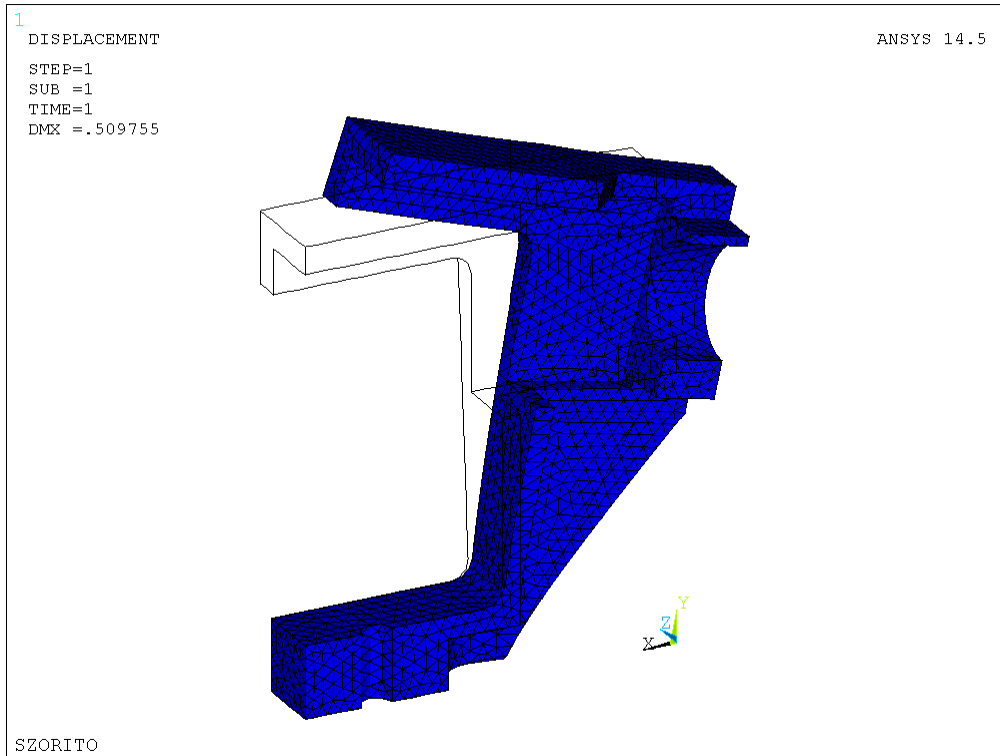 1
DISPLACEMENT
ANSYS 14.5
STEP=1
SUB =1
TIME=1
DMX =.509755
Y
Z
X
SZORITO